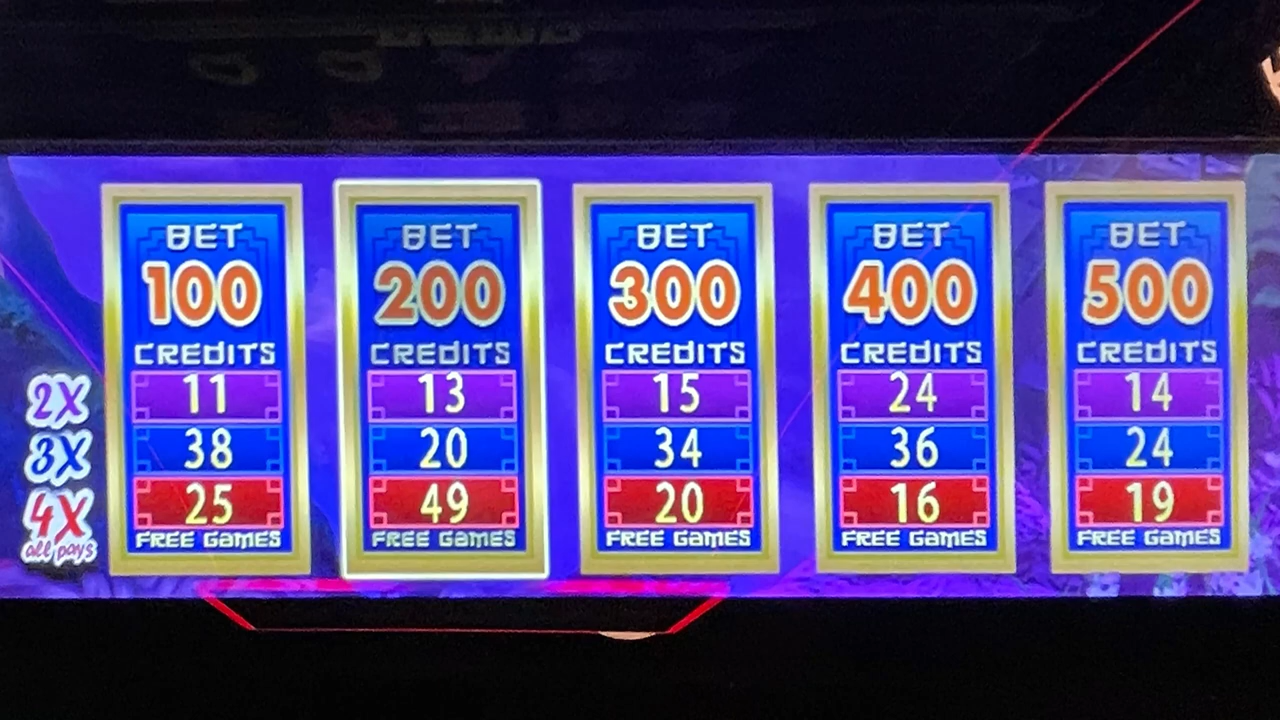 BET BET BET BET BET
100 200 300 400 500
CREDITS CREDITS CREDITS CREDITS CREDITS
2X 11 13 15 24 14
3X 38 20 34 36 24
4X 25 49 20 16 19
all pays FREE GAMES FREE GAMES FREE GAMES FREE GAMES FREE GAMES